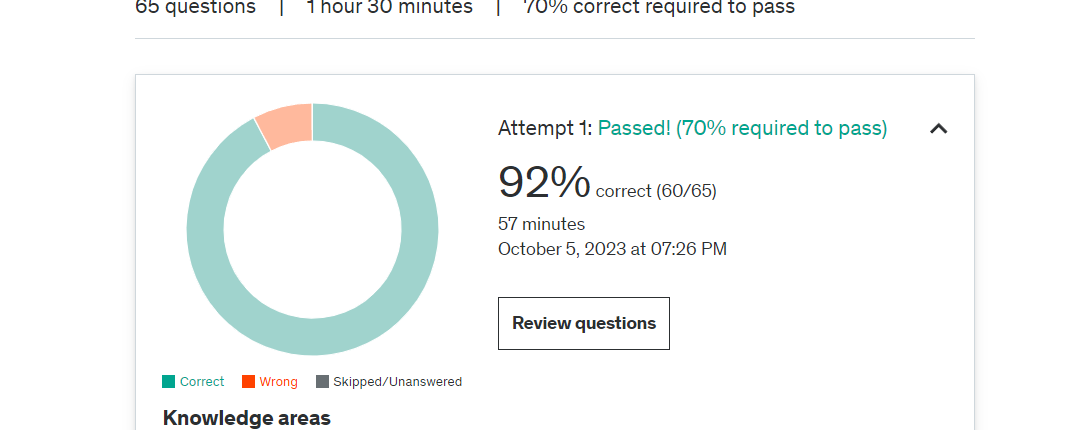 65 questions | 1 hour 30 minutes | 70% correct required to pass
Attempt 1: Passed! (70% required to pass)
92% correct (60/65)
57 minutes
October 5, 2023 at 07:26 PM
Review questions
Correct Wrong Skipped/Unanswered
Knowledge areas